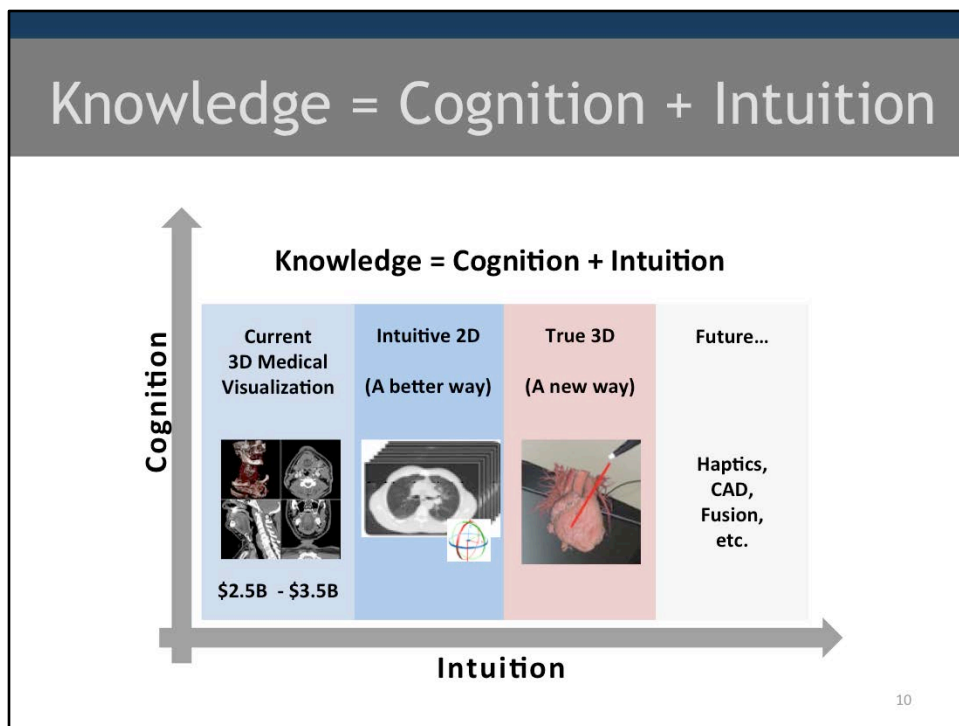 Knowledge = Cognition + Intuition
Knowledge = Cognition + Intuition
Cognition
Current
3D Medical
Visualization
$2.5B - $3.5B
Intuitive 2D
(A better way)
True 3D
(A new way)
Future…
Haptics,
CAD,
Fusion,
etc.
Intuition
10